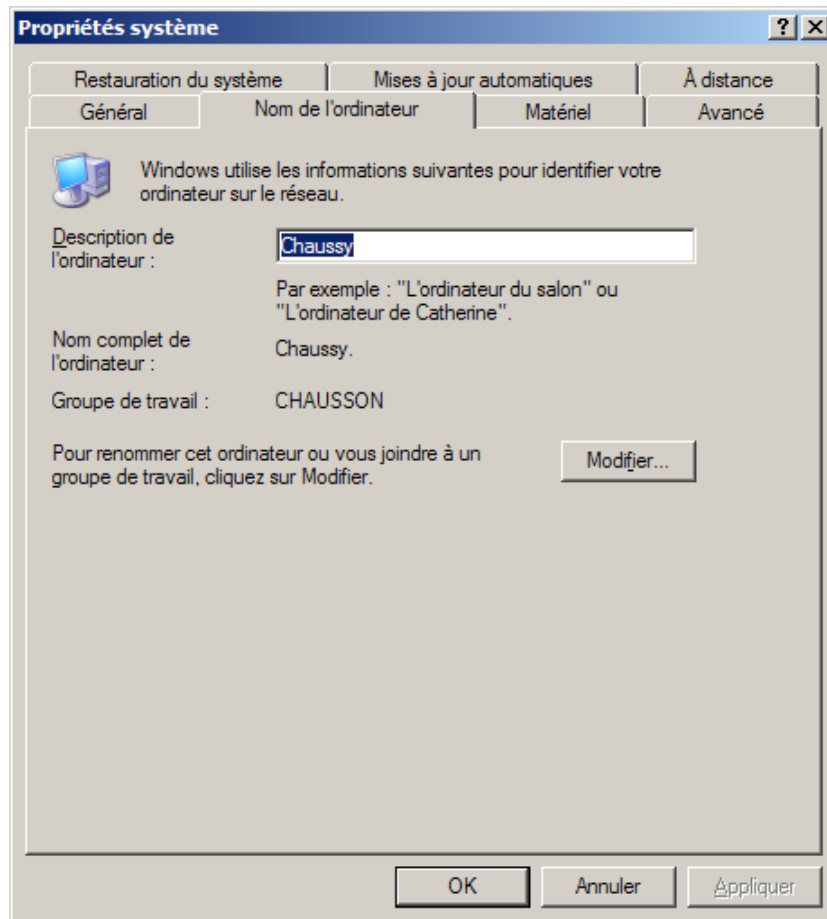 Propriétés système
Restauration du système
Mises à jour automatiques
À distance
Général
Nom de l'ordinateur
Matériel
Avancé
Windows utilise les informations suivantes pour identifier votre
ordinateur sur le réseau.
Description de
l'ordinateur :
Chaussy
Par exemple : "L'ordinateur du salon" ou
"L'ordinateur de Catherine".
Nom complet de
l'ordinateur :
Chaussy.
Groupe de travail :
CHAUSSON
Pour renommer cet ordinateur ou vous joindre à un
groupe de travail, cliquez sur Modifier.
Modifier...
OK
Annuler
Appliquer